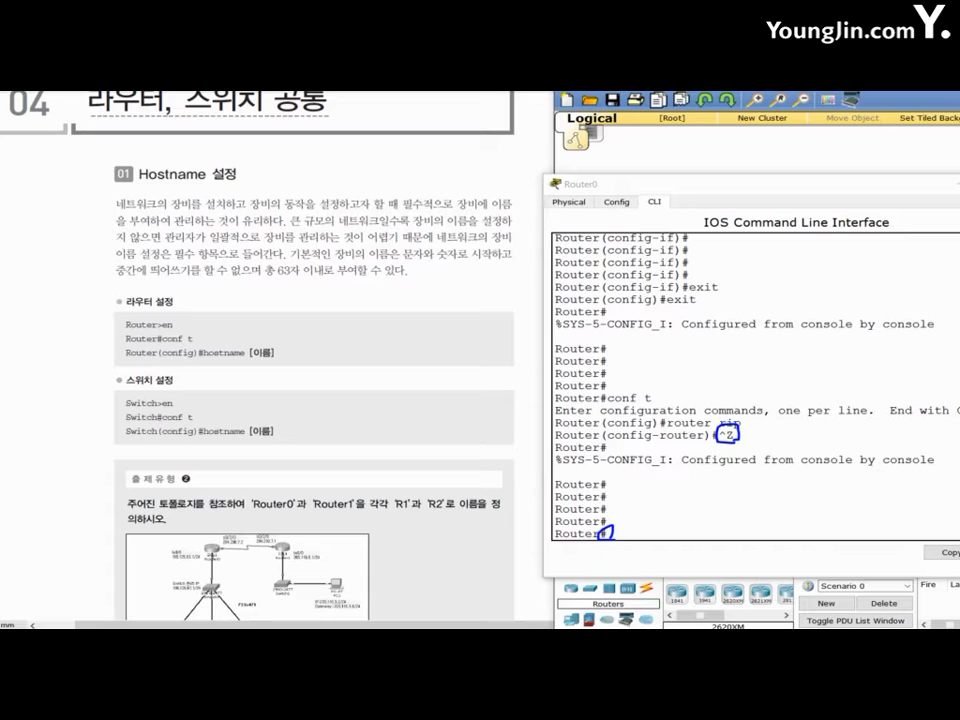 YoungJin.com Y.
04
라우터, 스위치 공통
01 Hostname 설정
네트워크의 장비를 설치하고 장비의 동작을 설정하고자 할 때 필수적으로 장비에 이름
을 부여하여 관리하는 것이 유리하다. 큰 규모의 네트워크일수록 장비의 이름을 설정하
지 않으면 관리자가 일괄적으로 장비를 관리하는 것이 어렵기 때문에 네트워크의 장비
이름 설정은 필수 항목으로 들어간다. 기본적인 장비의 이름은 문자와 숫자로 시작하고
중간에 띄어쓰기를 할 수 없으며 총 63자 이내로 부여할 수 있다.
라우터 설정
Router>en
Router#conf t
Router(config)#hostname [이름]
스위치 설정
Switch>en
Switch#conf t
Switch(config)#hostname [이름]
출제유형 2
주어진 토폴로지를 참조하여 'Router0'과 'Router1'을 각각 'R1'과 'R2'로 이름을 정
의하시오.
mm
Logical
[Root]
New Cluster
Move Object
Set Tiled Back
Router0
Physical
Config
CLI
IOS Command Line Interface
Router(config-if)#
Router(config-if)#
Router(config-if)#
Router(config-if)#
Router(config-if)#exit
Router(config)#exit
Router#
%SYS-5-CONFIG_I: Configured from console by console
Router#
Router#
Router#
Router#
Router#conf t
Enter configuration commands, one per line.  End with
Router(config)#router rip
Router(config-router)#^Z
Router#
%SYS-5-CONFIG_I: Configured from console by console
Router#
Router#
Router#
Router#
Router#
Copy
Routers
1841
1941
2620XM
2621XM
281
2620XM
Scenario 0
New
Delete
Toggle PDU List Window
Fire
La